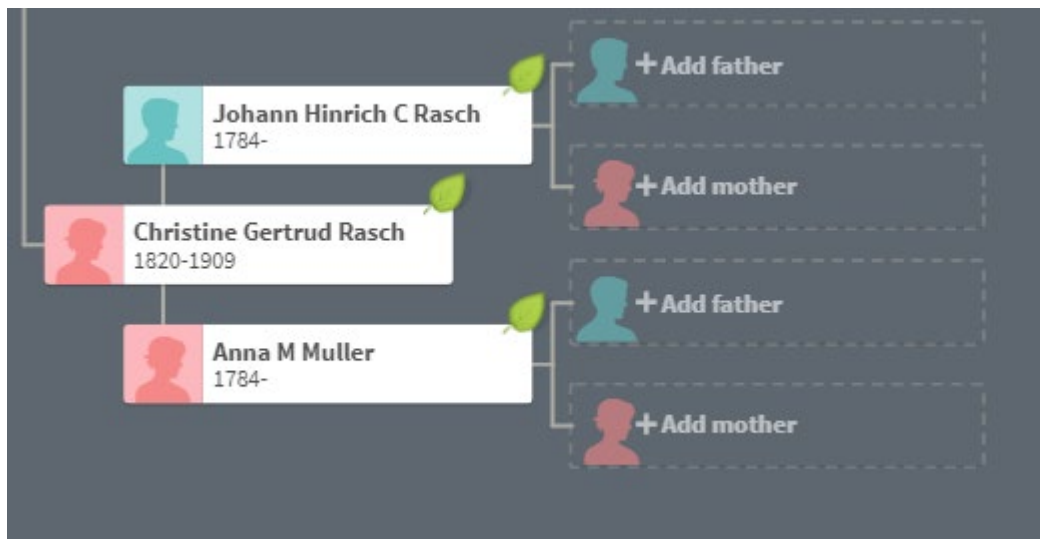 + Add father
Johann Hinrich C Rasch
1784-
+ Add mother
Christine Gertrud Rasch
1820-1909
+ Add father
Anna M Muller
1784-
+ Add mother